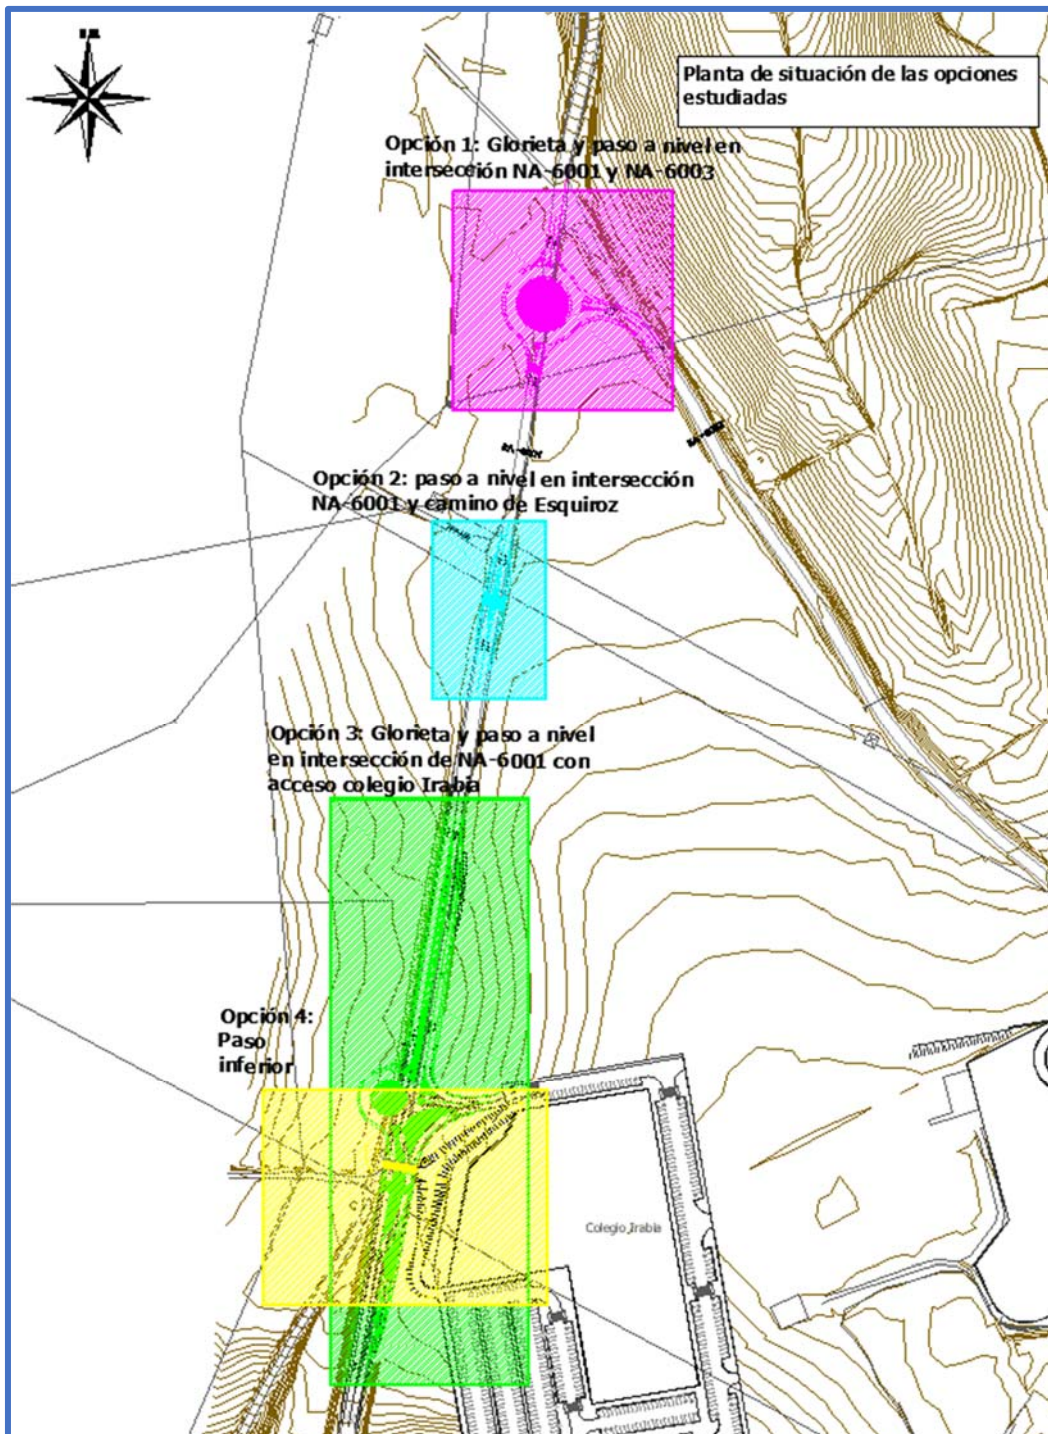 Planta de situación de las opciones
estudiadas
Opción 1: Glorieta y paso a nivel en
intersección NA-6001 y NA-6003
NA-6001
Opción 2: paso a nivel en intersección
NA-6001 y camino de Esquiroz
Opción 3: Glorieta y paso a nivel
en intersección de NA-6001 con
acceso colegio Irabia
Opción 4:
Paso
inferior
Colegio Irabia